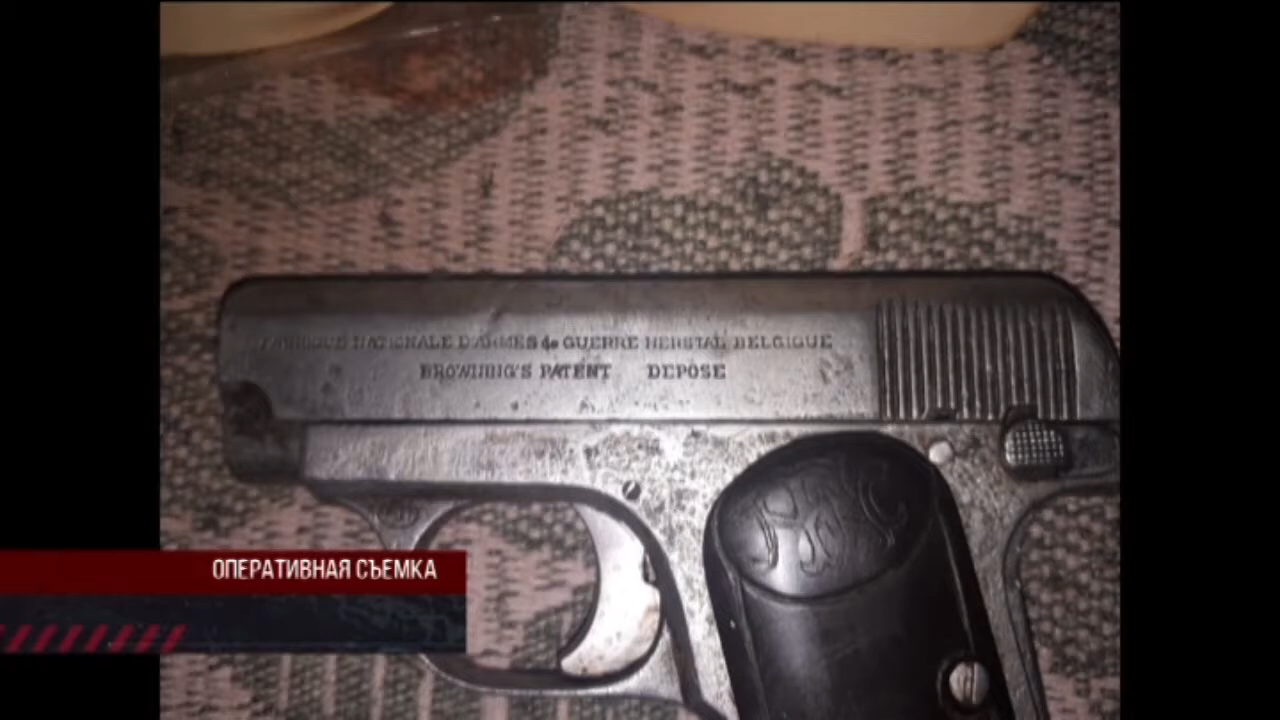 FABRIQUE NATIONALE D'ARMES de GUERRE HERSTAL BELGIQUE
BROWNING'S PATENT DEPOSE
ОПЕРАТИВНАЯ СЪЕМКА